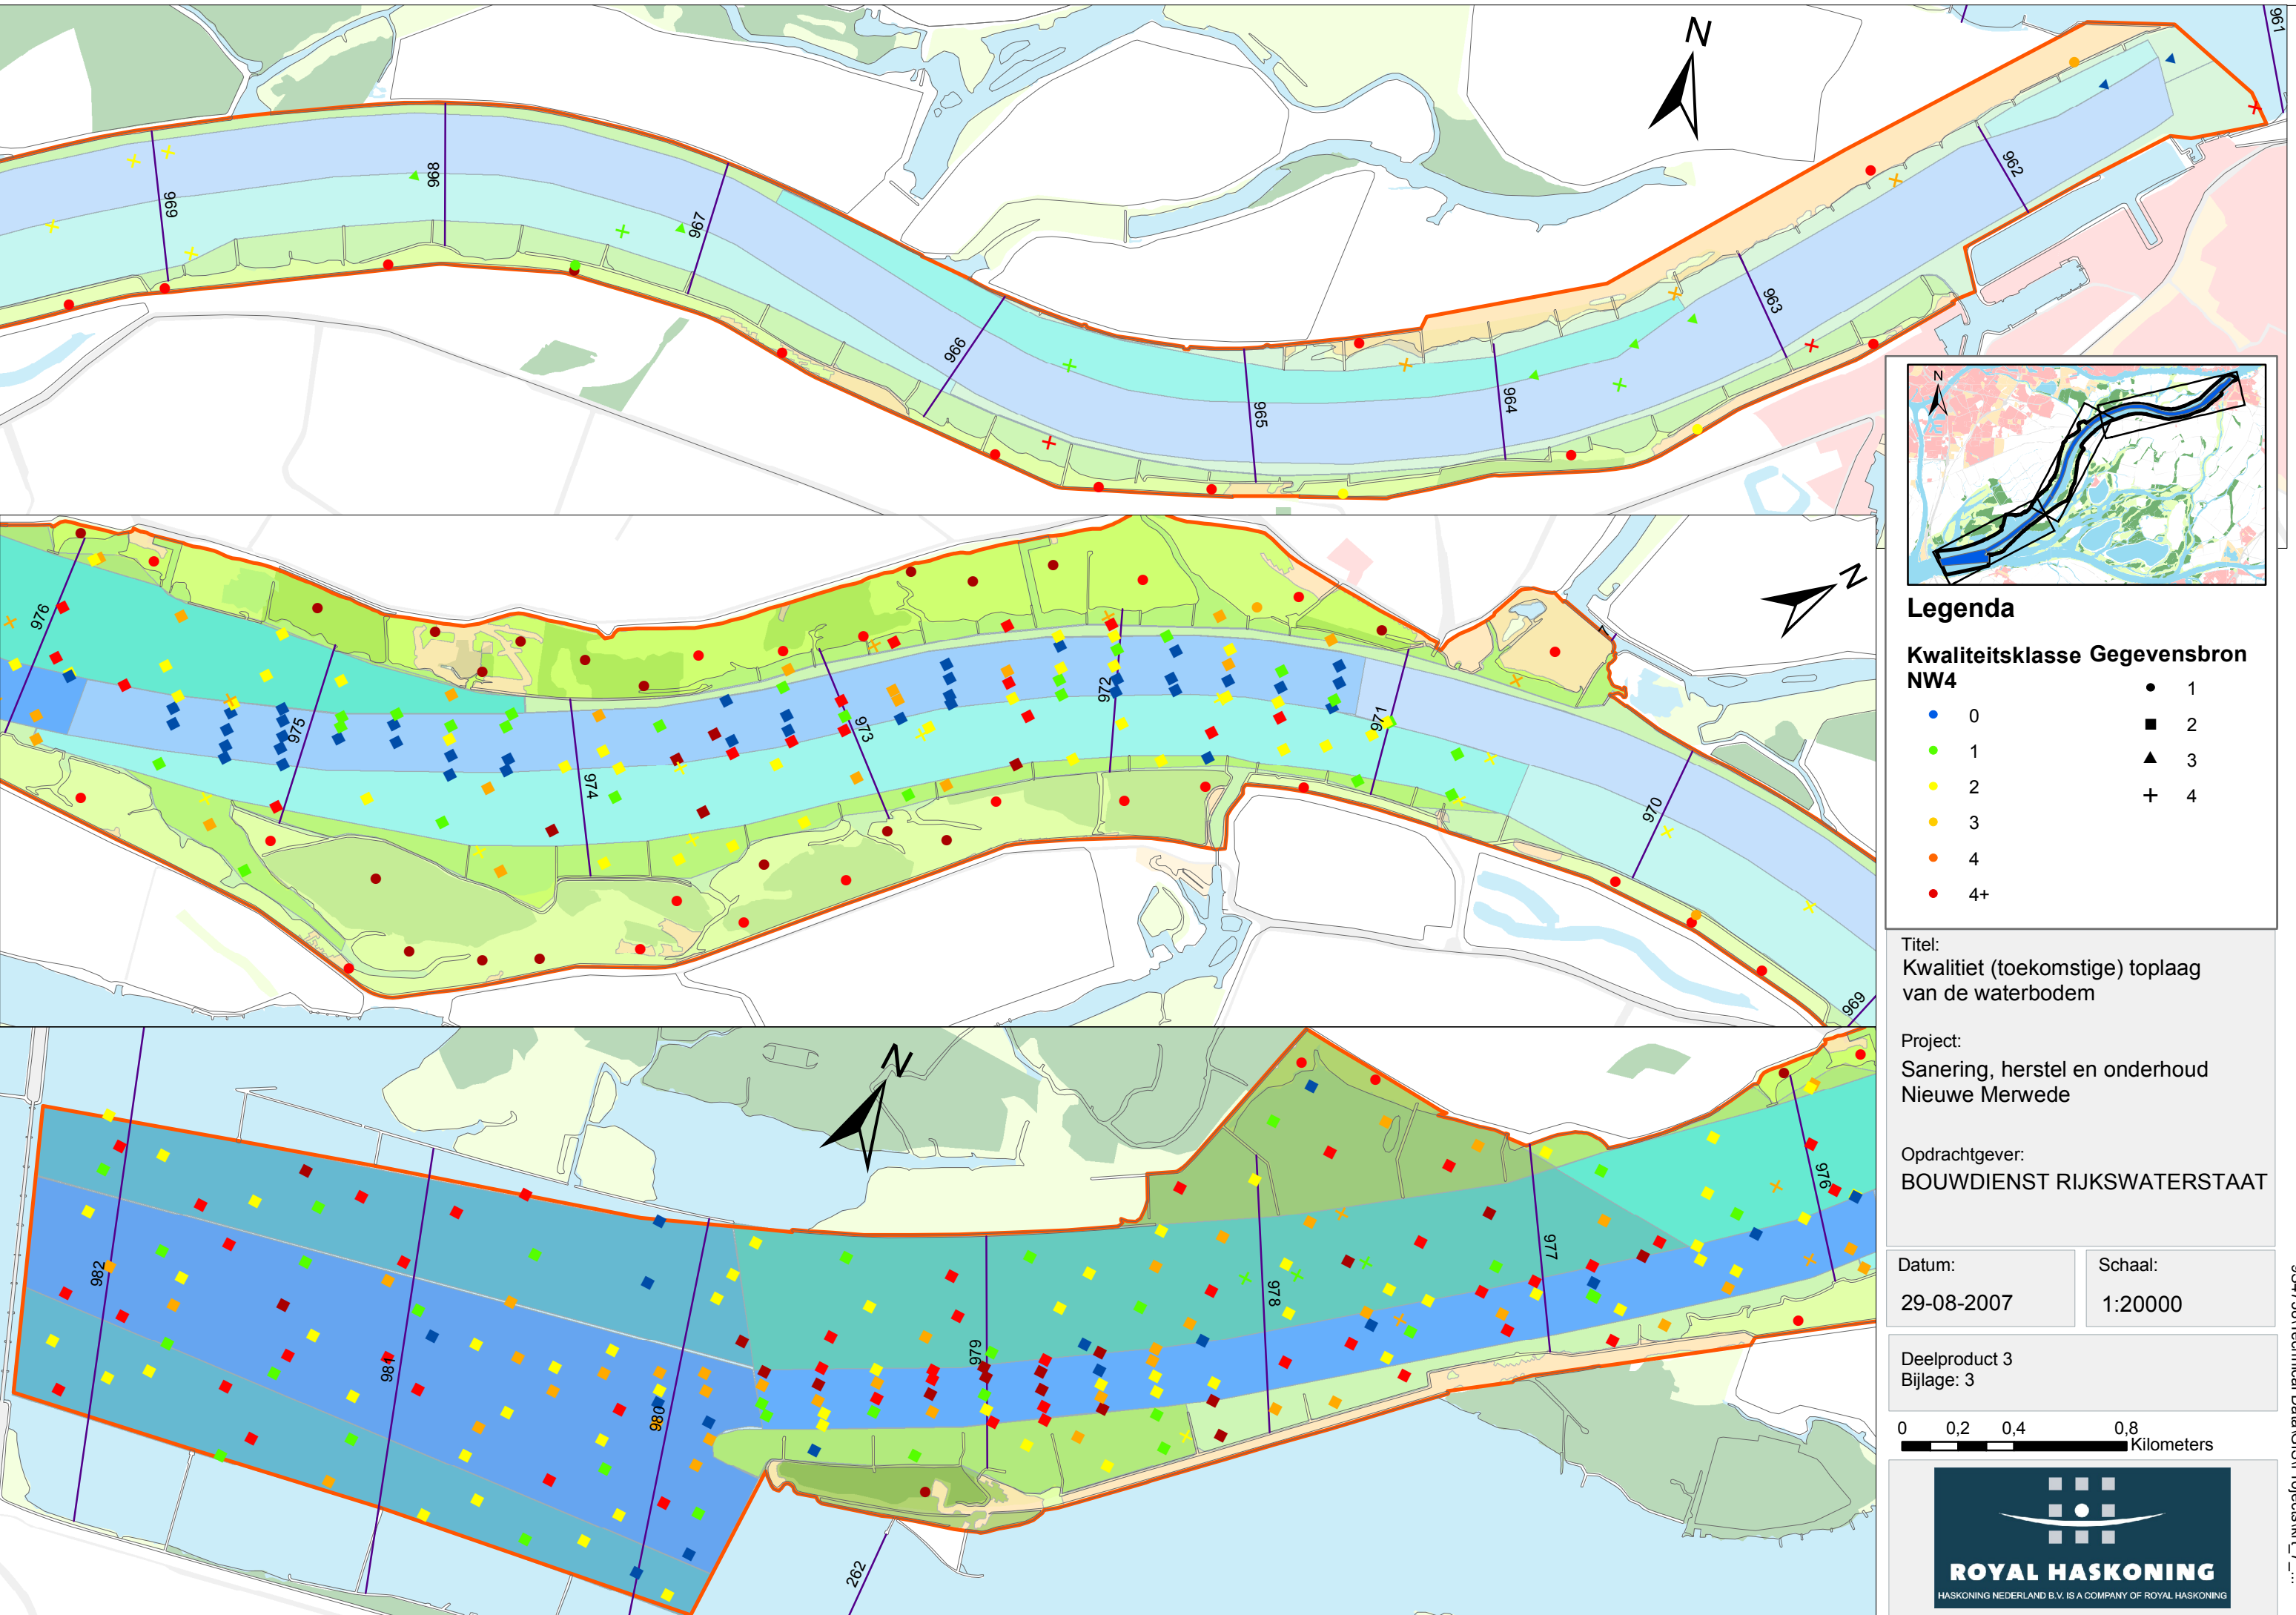 N
961
962
963
964
965
966
967
968
969
N
976
975
974
973
972
971
970
969
N
982
981
980
979
978
977
976
262
N
Legenda
Kwaliteitsklasse Gegevensbron
NW4
0
1
2
3
4
4+
1
2
3
4
Titel:
Kwalitiet (toekomstige) toplaag
van de waterbodem
Project:
Sanering, herstel en onderhoud
Nieuwe Merwede
Opdrachtgever:
BOUWDIENST RIJKSWATERSTAAT
Datum:
29-08-2007
Schaal:
1:20000
Deelproduct 3
Bijlage: 3
0 0,2 0,4 0,8
Kilometers
ROYAL HASKONING
HASKONING NEDERLAND B.V. IS A COMPANY OF ROYAL HASKONING